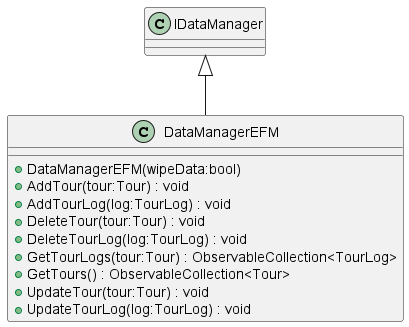 C IDataManager
C DataManagerEFM
DataManagerEFM(wipeData:bool)
AddTour(tour:Tour) : void
AddTourLog(log:TourLog) : void
DeleteTour(tour:Tour) : void
DeleteTourLog(log:TourLog) : void
GetTourLogs(tour:Tour) : ObservableCollection<TourLog>
GetTours() : ObservableCollection<Tour>
UpdateTour(tour:Tour) : void
UpdateTourLog(log:TourLog) : void